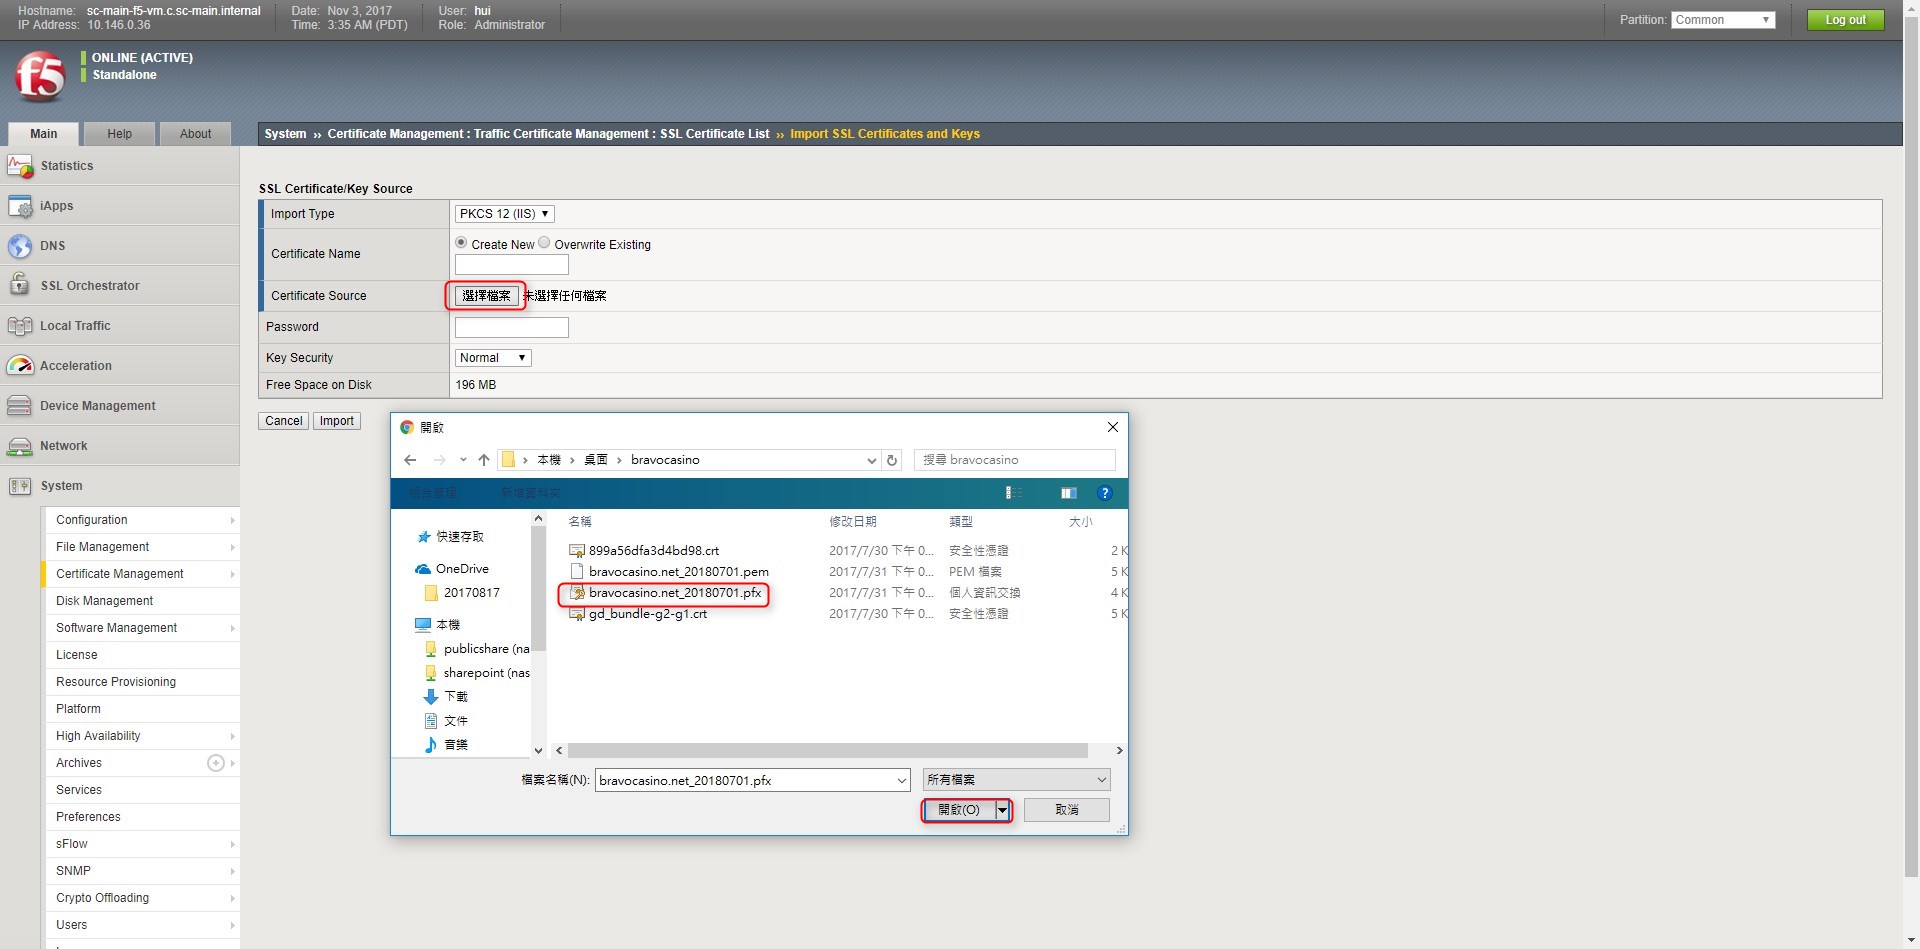 Hostname: sc-main-f5-vm.c.sc-main.internal Date: Nov 3, 2017 User: hui
IP Address: 10.146.0.36 Time: 3:35 AM (PDT) Role: Administrator
Partition: Common
Log out
f5
ONLINE (ACTIVE)
Standalone
Main Help About
System ›› Certificate Management : Traffic Certificate Management : SSL Certificate List ›› Import SSL Certificates and Keys
Statistics
iApps
DNS
SSL Orchestrator
Local Traffic
Acceleration
Device Management
Network
System
Configuration
File Management
Certificate Management
Disk Management
Software Management
License
Resource Provisioning
Platform
High Availability
Archives
Services
Preferences
sFlow
SNMP
Crypto Offloading
Users
SSL Certificate/Key Source
Import Type PKCS 12 (IIS)
Certificate Name Create New Overwrite Existing
Certificate Source 選擇檔案 未選擇任何檔案
Password
Key Security Normal
Free Space on Disk 196 MB
Cancel Import
開啟
本機 › 桌面 › bravocasino
搜尋 bravocasino
組合管理 新增資料夾
快速存取
OneDrive
20170817
本機
publicshare (na
sharepoint (nas
下載
文件
音樂
名稱 修改日期 類型 大小
899a56dfa3d4bd98.crt 2017/7/30 下午 0... 安全性憑證 2 K
bravocasino.net_20180701.pem 2017/7/31 下午 0... PEM 檔案 5 K
bravocasino.net_20180701.pfx 2017/7/31 下午 0... 個人資訊交換 4 K
gd_bundle-g2-g1.crt 2017/7/30 下午 0... 安全性憑證 5 K
檔案名稱(N): bravocasino.net_20180701.pfx 所有檔案
開啟(O) 取消